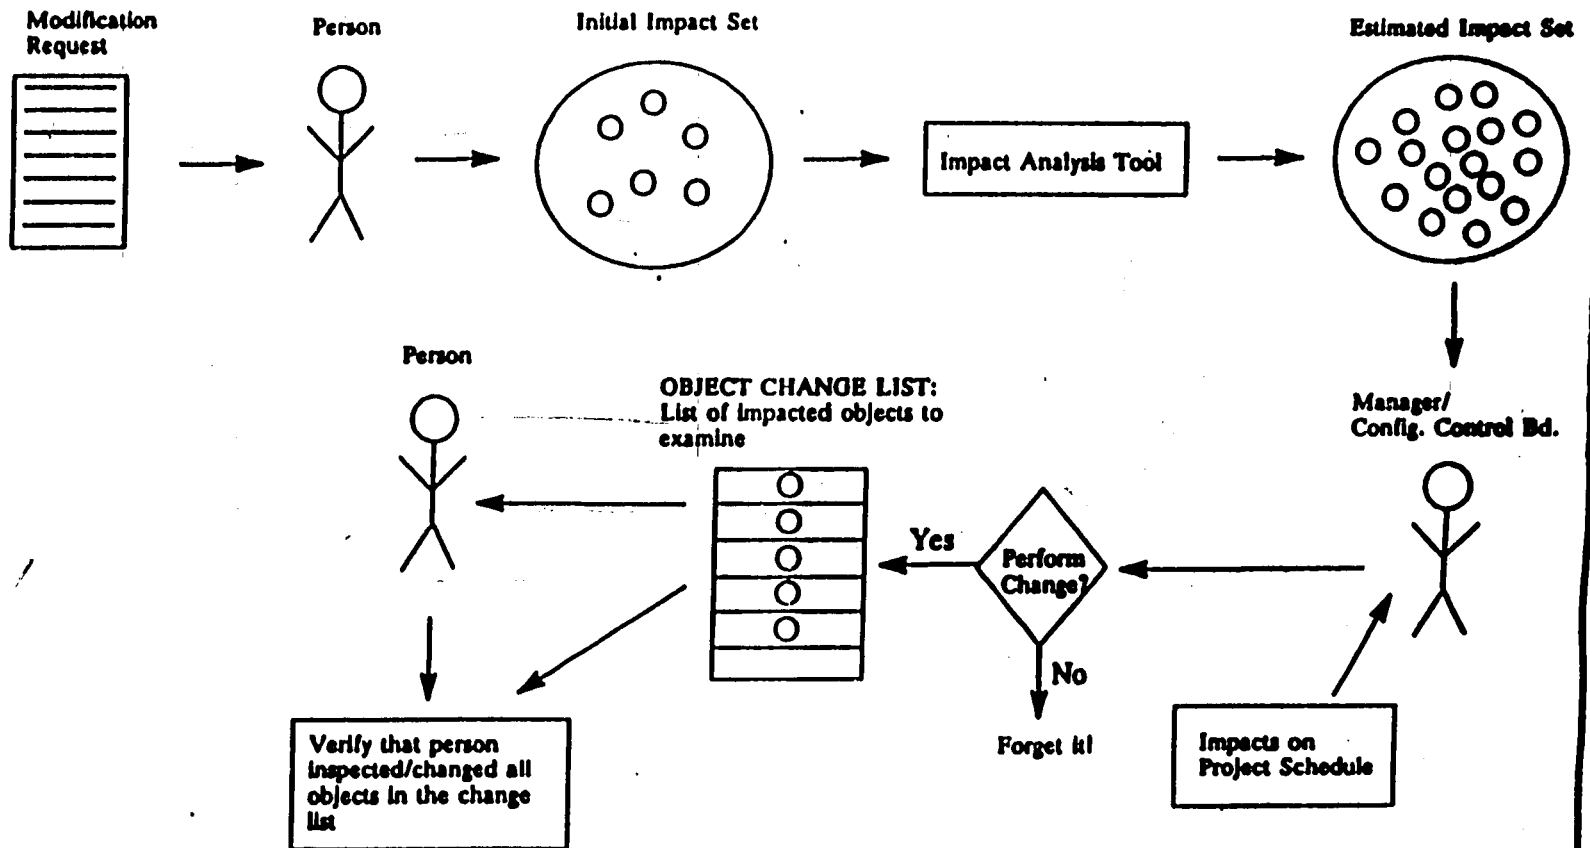 Modification
Request
Person
Initial Impact Set
Estimated Impact Set
Impact Analysis Tool
Person
OBJECT CHANGE LIST:
List of impacted objects to
examine
Manager/
Config. Control Bd.
Yes
Perform
Change?
No
Forget it!
Impacts on
Project Schedule
Verify that person
inspected/changed all
objects in the change
list